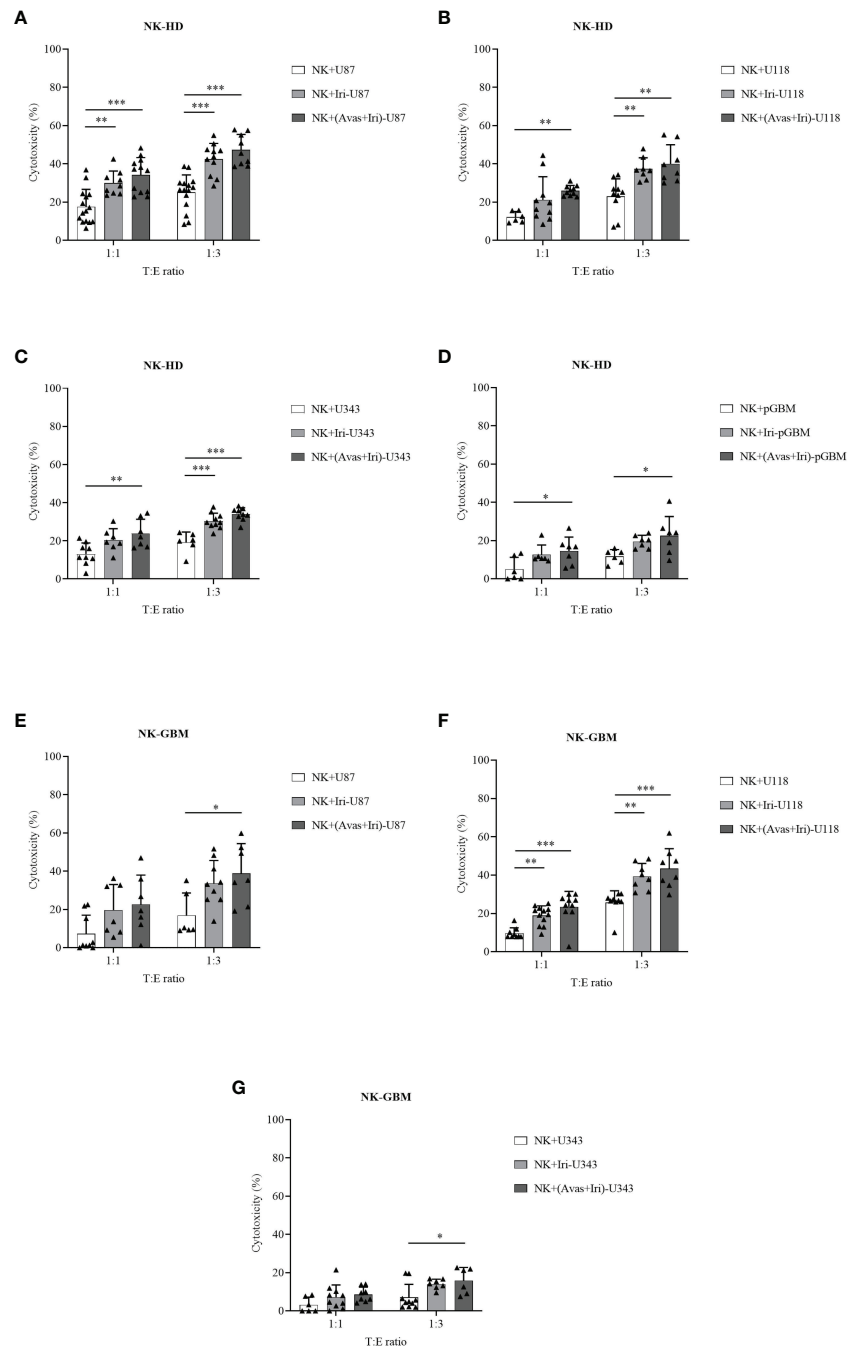 A
NK-HD
Cytotoxicity (%)
100
80
60
40
20
0
***
**
***
***
1:1
1:3
T:E ratio
NK+U87
NK+Iri-U87
NK+(Avas+Iri)-U87
B
NK-HD
Cytotoxicity (%)
100
80
60
40
20
0
**
**
**
1:1
1:3
T:E ratio
NK+U118
NK+Iri-U118
NK+(Avas+Iri)-U118
C
NK-HD
Cytotoxicity (%)
100
80
60
40
20
0
**
***
***
1:1
1:3
T:E ratio
NK+U343
NK+Iri-U343
NK+(Avas+Iri)-U343
D
NK-HD
Cytotoxicity (%)
100
80
60
40
20
0
*
*
1:1
1:3
T:E ratio
NK+pGBM
NK+Iri-pGBM
NK+(Avas+Iri)-pGBM
E
NK-GBM
Cytotoxicity (%)
100
80
60
40
20
0
*
1:1
1:3
T:E ratio
NK+U87
NK+Iri-U87
NK+(Avas+Iri)-U87
F
NK-GBM
Cytotoxicity (%)
100
80
60
40
20
0
***
**
***
**
1:1
1:3
T:E ratio
NK+U118
NK+Iri-U118
NK+(Avas+Iri)-U118
G
NK-GBM
Cytotoxicity (%)
100
80
60
40
20
0
*
1:1
1:3
T:E ratio
NK+U343
NK+Iri-U343
NK+(Avas+Iri)-U343